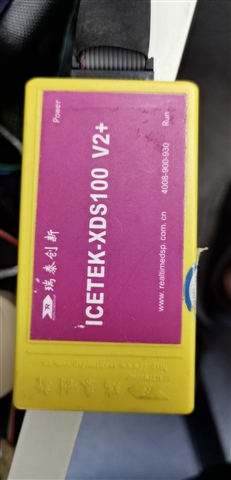 瑞泰创新
ICETEK-XDS100 V2+
www.realtimedsp.com.cn
4008-900-930
Power
Run